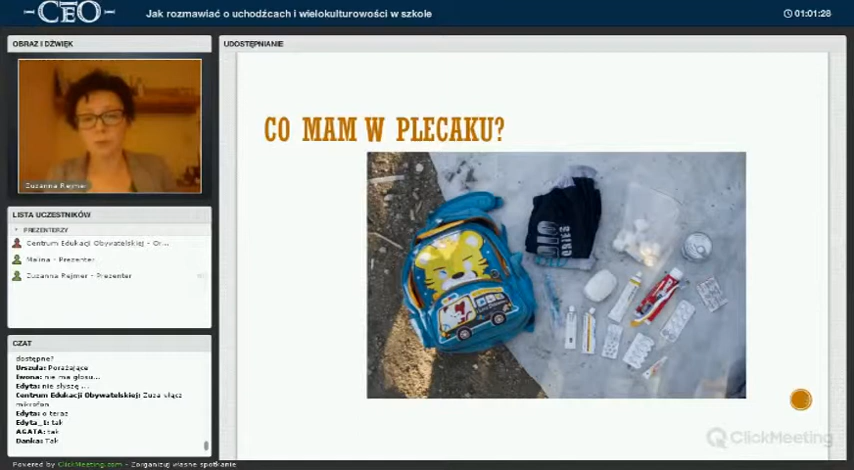 CEO
Jak rozmawiać o uchodźcach i wielokulturowości w szkole
01:01:28
OBRAZ I DŹWIĘK
Zuzanna Rejmer
LISTA UCZESTNIKÓW
PREZENTERZY
Centrum Edukacji Obywatelskiej - Or...
Malina - Prezenter
Zuzanna Rejmer - Prezenter
CZAT
dostępne?
Urszula: Porażające
Iwona: nie ma głosu...
Edyta: nie słyszę ...
Centrum Edukacji Obywatelskiej: Zuza włącz
mikrofon
Edyta: o teraz
Edyta_1: tak
AGATA: tak
Danka: Tak
UDOSTĘPNIANIE
CO MAM W PLECAKU?
ClickMeeting
Powered by ClickMeeting.com - Zorganizuj własne spotkanie